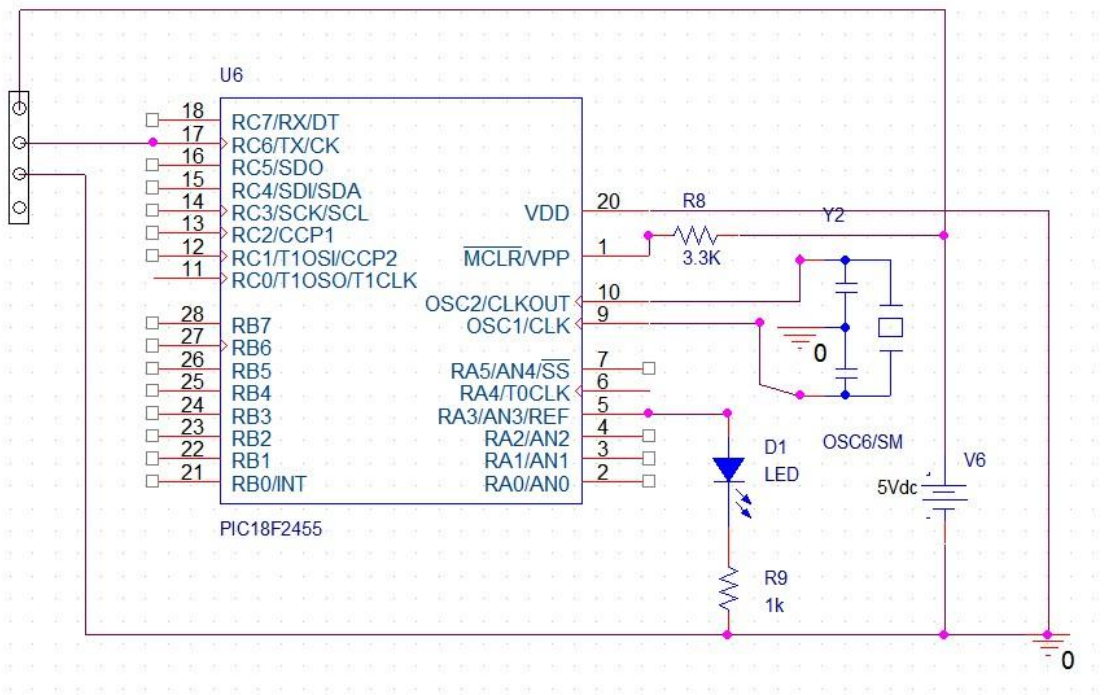 U6
18 RC7/RX/DT
17 RC6/TX/CK
16 RC5/SDO
15 RC4/SDI/SDA
14 RC3/SCK/SCL
13 RC2/CCP1
12 RC1/T1OSI/CCP2
11 RC0/T1OSO/T1CLK
28 RB7
27 RB6
26 RB5
25 RB4
24 RB3
23 RB2
22 RB1
21 RB0/INT
VDD 20
MCLR/VPP 1
OSC2/CLKOUT 10
OSC1/CLK 9
RA5/AN4/SS 7
RA4/T0CLK 6
RA3/AN3/REF 5
RA2/AN2 4
RA1/AN1 3
RA0/AN0 2
PIC18F2455
R8
3.3K
Y2
0
OSC6/SM
D1
LED
V6
5Vdc
R9
1k
0